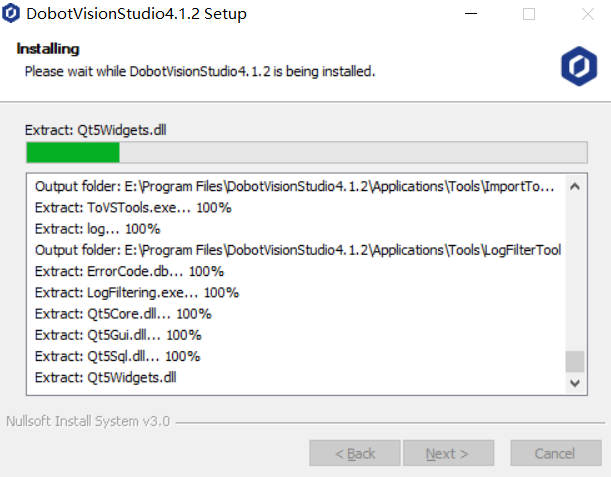 DobotVisionStudio4.1.2 Setup
Installing
Please wait while DobotVisionStudio4.1.2 is being installed.
Extract: Qt5Widgets.dll
Output folder: E:\Program Files\DobotVisionStudio4.1.2\Applications\Tools\ImportTo...
Extract: ToVSTools.exe... 100%
Extract: log... 100%
Output folder: E:\Program Files\DobotVisionStudio4.1.2\Applications\Tools\LogFilterTool
Extract: ErrorCode.db... 100%
Extract: LogFiltering.exe... 100%
Extract: Qt5Core.dll... 100%
Extract: Qt5Gui.dll... 100%
Extract: Qt5Sql.dll... 100%
Extract: Qt5Widgets.dll
Nullsoft Install System v3.0
< Back Next > Cancel